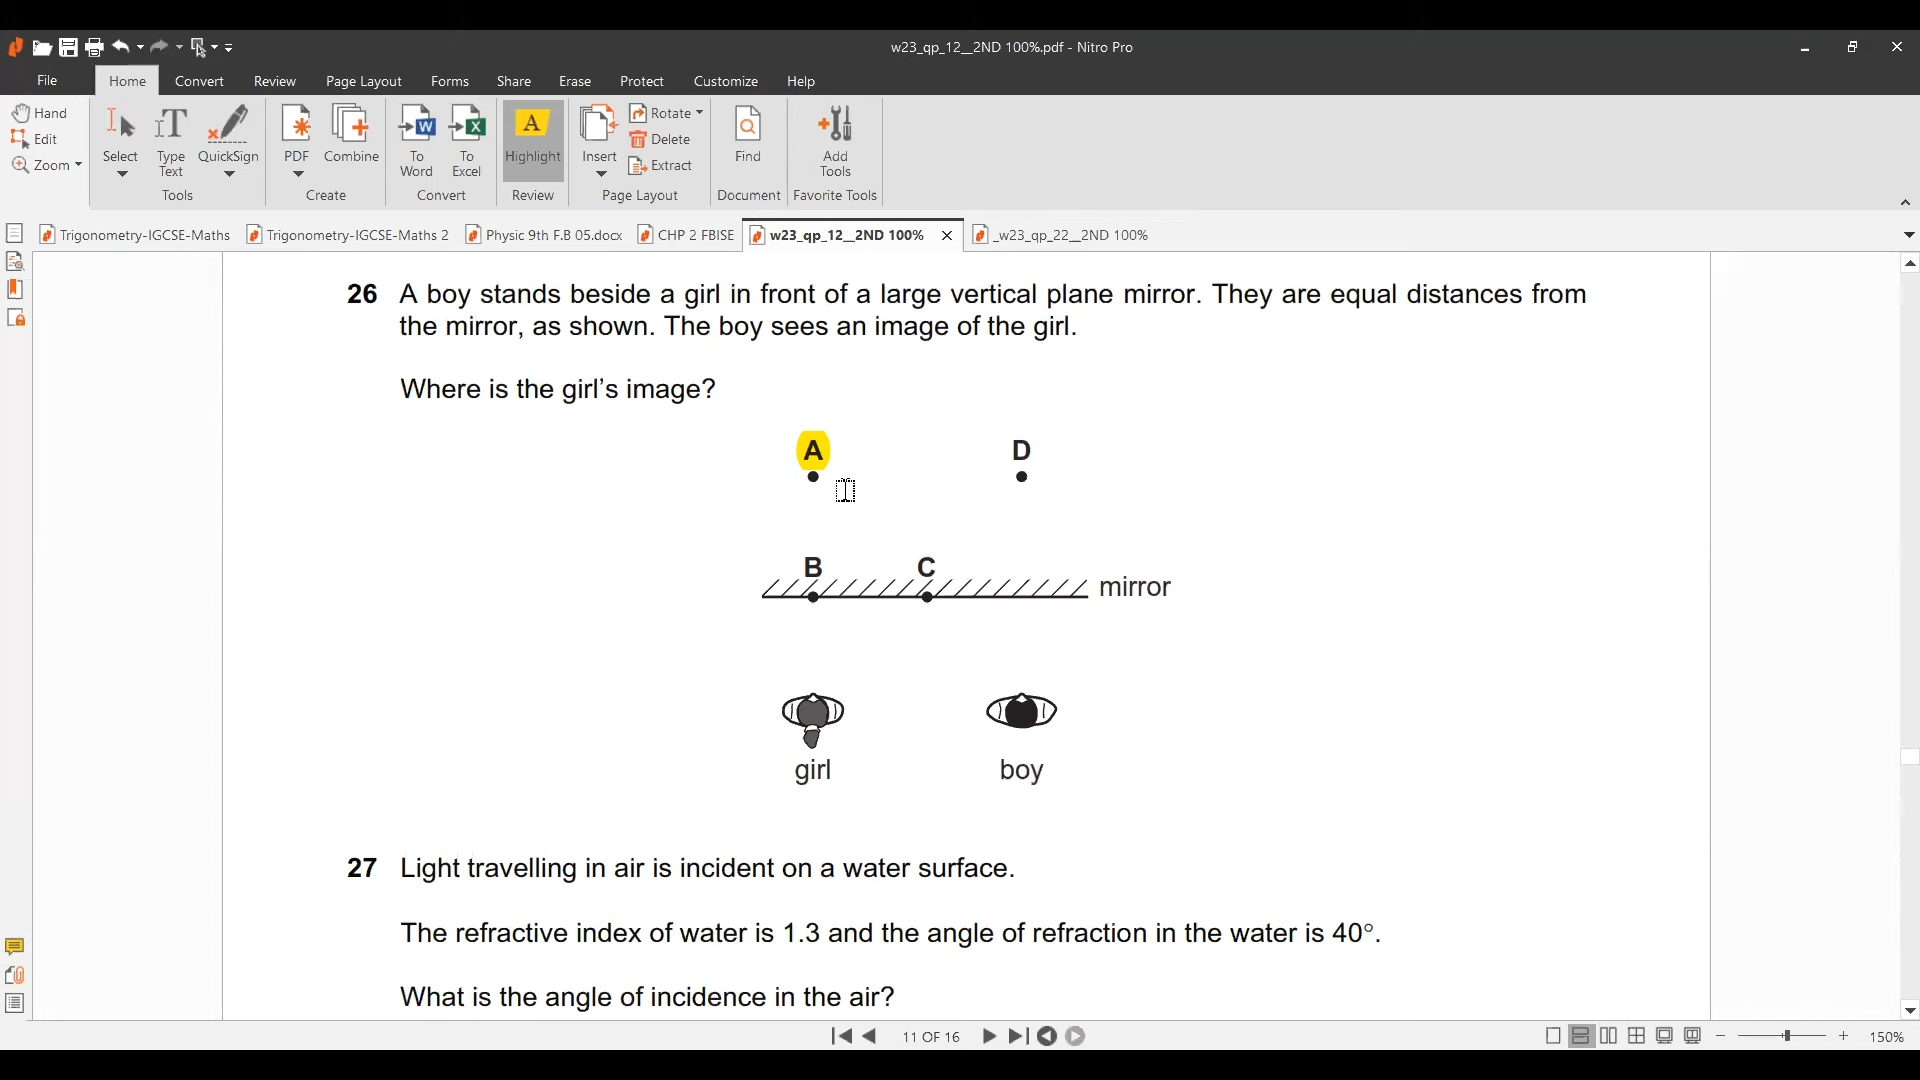 w23_qp_12__2ND 100%.pdf - Nitro Pro
File Home Convert Review Page Layout Forms Share Erase Protect Customize Help
Hand
Edit
Zoom
Select
Type Text
QuickSign
Tools
PDF
Combine
Create
To Word
To Excel
Convert
Highlight
Review
Insert
Rotate
Delete
Extract
Page Layout
Find
Document
Add Tools
Favorite Tools
Trigonometry-IGCSE-Maths Trigonometry-IGCSE-Maths 2 Physic 9th F.B 05.docx CHP 2 FBISE w23_qp_12__2ND 100% _w23_qp_22__2ND 100%
26 A boy stands beside a girl in front of a large vertical plane mirror. They are equal distances from
the mirror, as shown. The boy sees an image of the girl.
Where is the girl’s image?
A D
B C
mirror
girl boy
27 Light travelling in air is incident on a water surface.
The refractive index of water is 1.3 and the angle of refraction in the water is 40°.
What is the angle of incidence in the air?
11 OF 16
150%